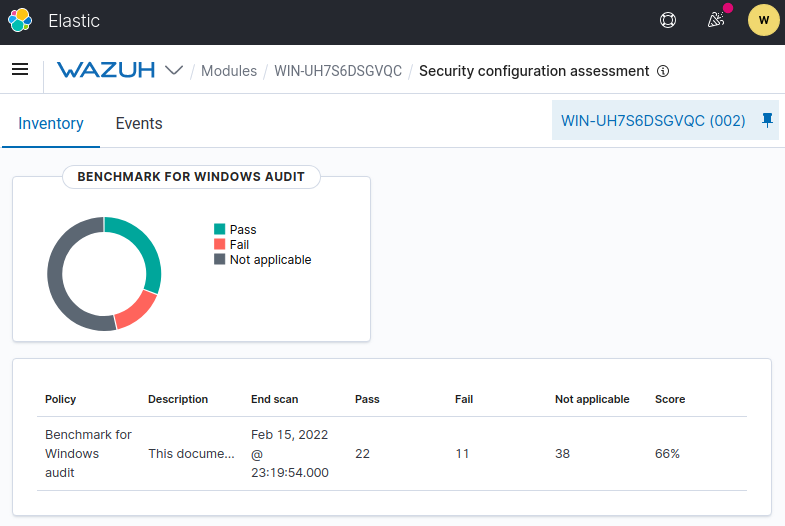 Elastic
W
WAZUH / Modules / WIN-UH7S6DSGVQC / Security configuration assessment
Inventory Events WIN-UH7S6DSGVQC (002)
BENCHMARK FOR WINDOWS AUDIT
Pass
Fail
Not applicable
Policy Description End scan Pass Fail Not applicable Score
Benchmark for Windows audit This docume... Feb 15, 2022 @ 23:19:54.000 22 11 38 66%